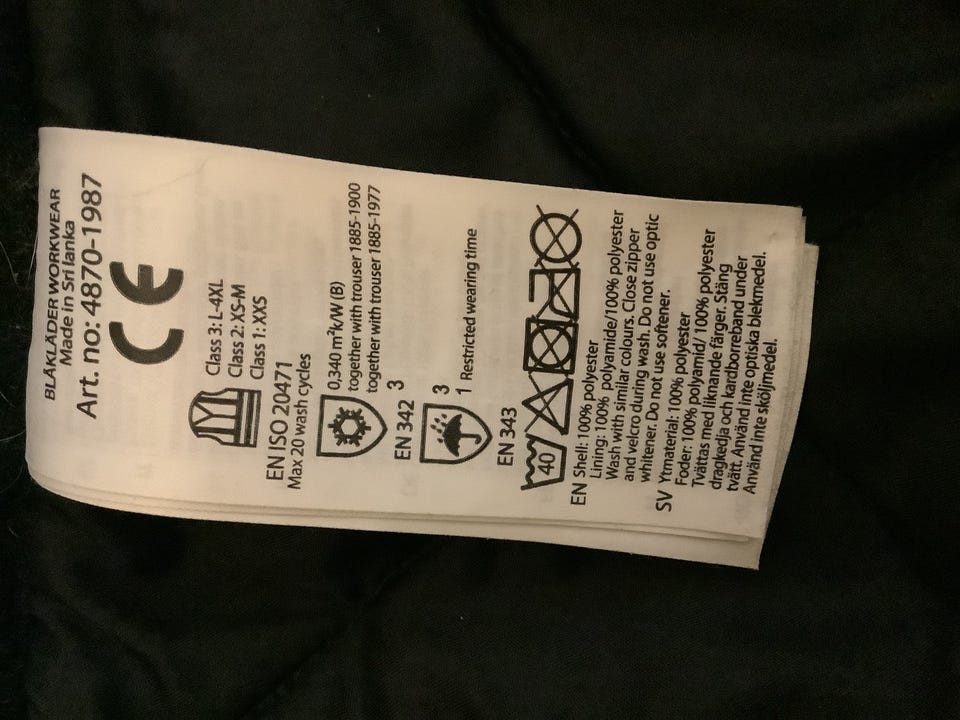 BLÅKLÄDER WORKWEAR
Made in Sri lanka
Art. no: 4870-1987
CE
Class 3: L-4XL
Class 2: XS-M
Class 1: XXS
EN ISO 20471
Max 20 wash cycles
0,340 m²k/W (B)
together with trouser 1885-1900
together with trouser 1885-1977
3
EN 342
3
1 Restricted wearing time
EN 343
40
EN Shell: 100% polyester
Lining: 100% polyamide/100% polyester
Wash with similar colours. Close zipper
and velcro during wash. Do not use optic
whitener. Do not use softener.
SV Ytmaterial: 100% polyester
Foder: 100% polyamid/ 100% polyester
Tvättas med liknande färger. Stäng
dragkedja och kardborreband under
tvätt. Använd inte optiska blekmedel.
Använd inte sköljmedel.